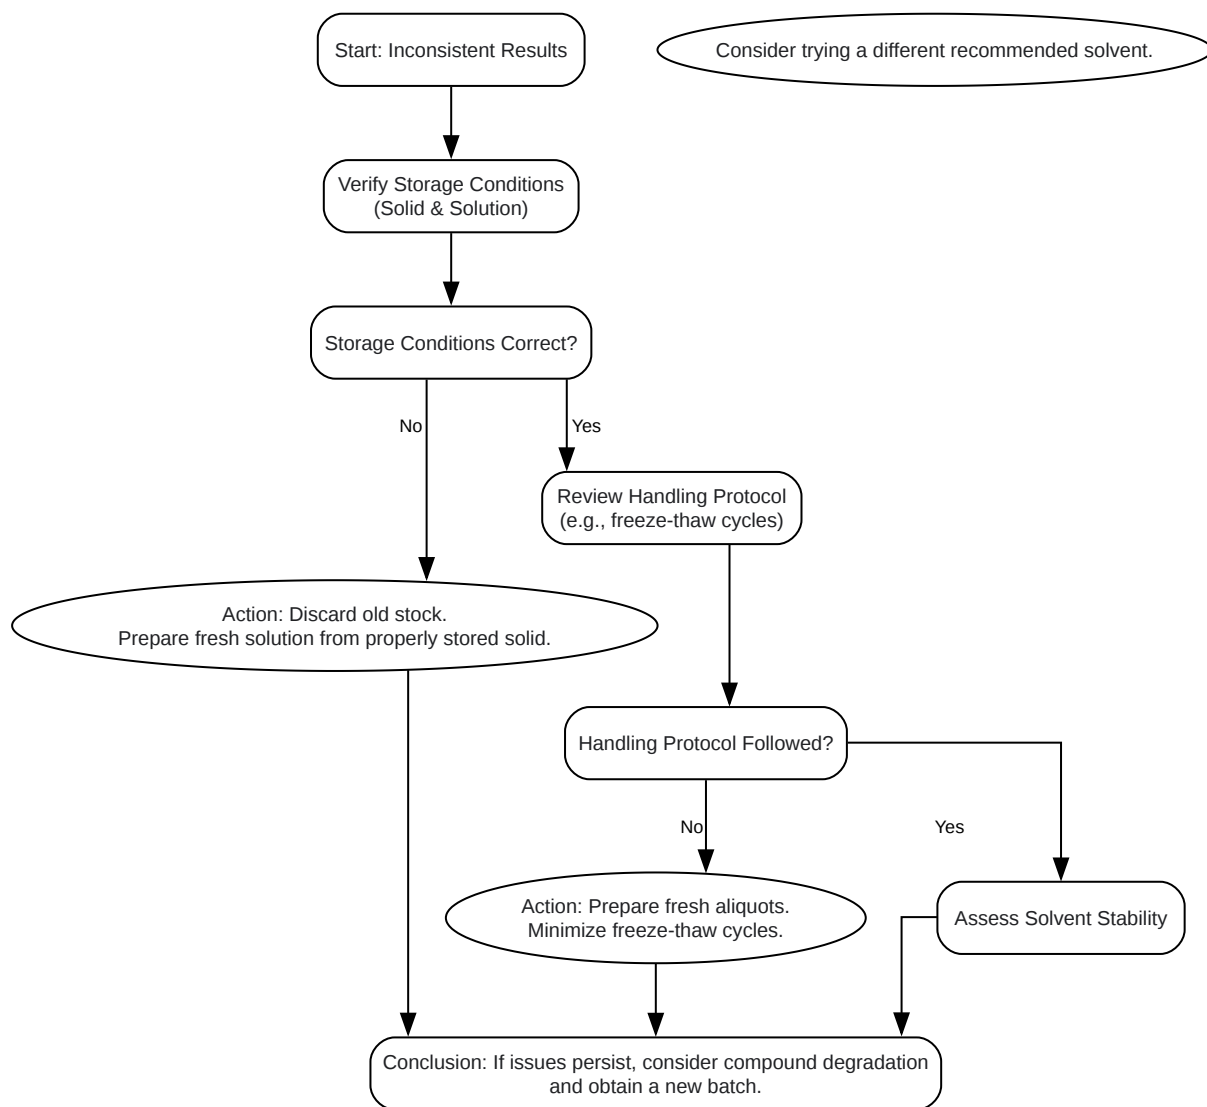 Start: Inconsistent Results
Consider trying a different recommended solvent.
Verify Storage Conditions
(Solid & Solution)
Storage Conditions Correct?
No
Yes
Review Handling Protocol
(e.g., freeze-thaw cycles)
Action: Discard old stock.
Prepare fresh solution from properly stored solid.
Handling Protocol Followed?
No
Yes
Action: Prepare fresh aliquots.
Minimize freeze-thaw cycles.
Assess Solvent Stability
Conclusion: If issues persist, consider compound degradation
and obtain a new batch.